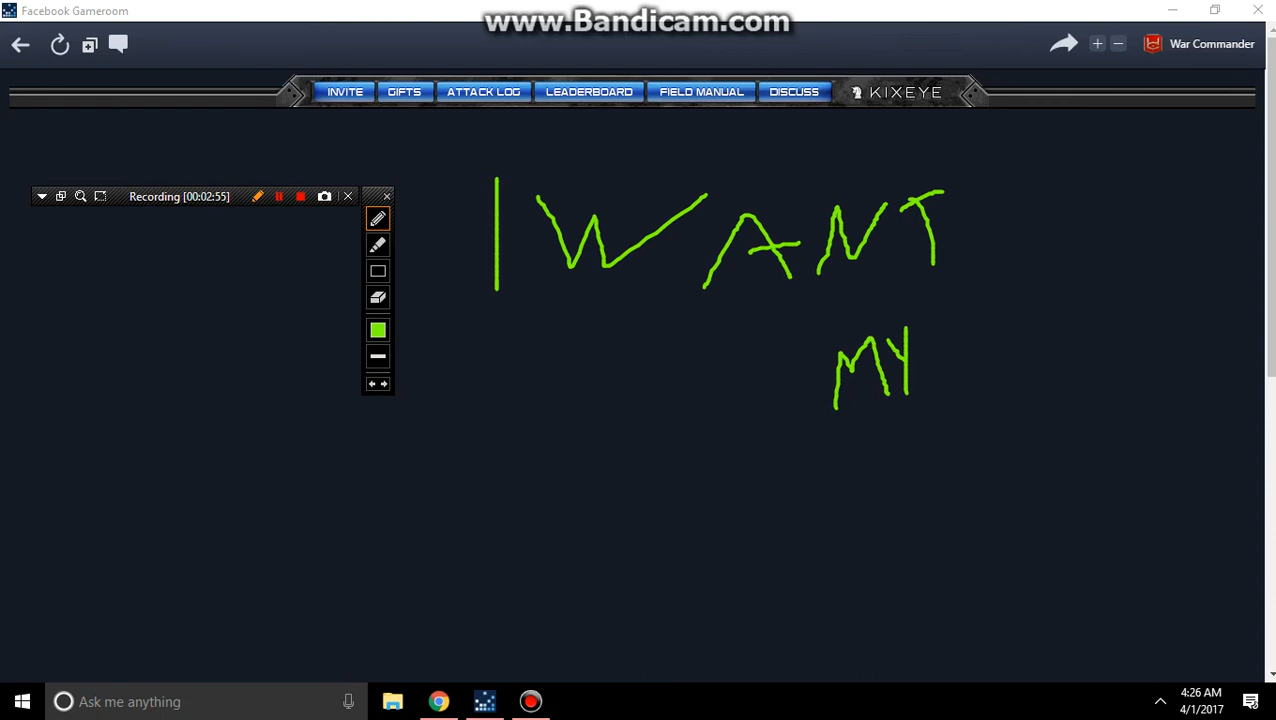 Facebook Gameroom
www.Bandicam.com
War Commander
INVITE GIFTS ATTACK LOG LEADERBOARD FIELD MANUAL DISCUSS KIXEYE
Recording [00:02:55]
I WANT
MY
Ask me anything
4:26 AM
4/1/2017